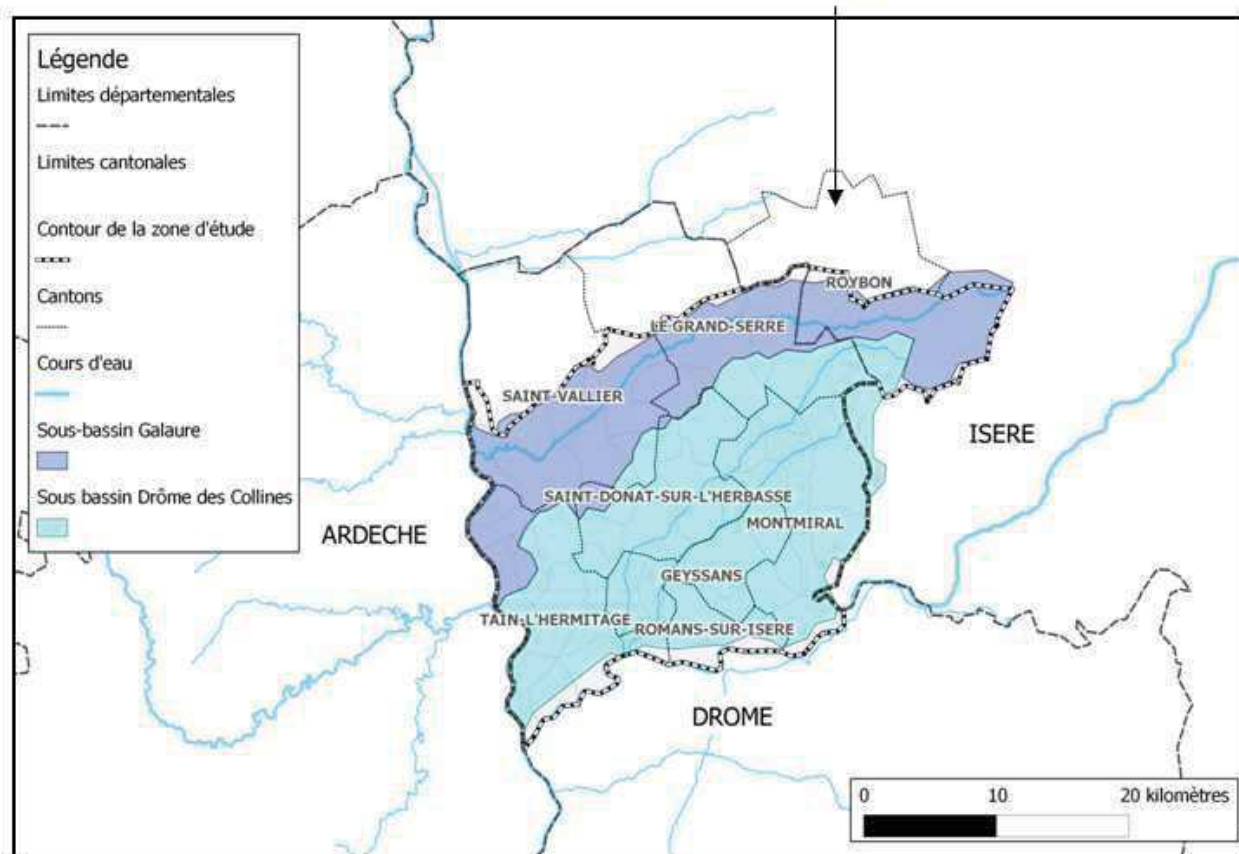 Légende
Limites départementales
Limites cantonales
Contour de la zone d'étude
Cantons
Cours d'eau
Sous-bassin Galaure
Sous bassin Drôme des Collines
ROYBON
LE GRAND-SERRE
SAINT-VALLIER
ISERE
SAINT-DONAT-SUR-L'HERBASSE
MONTMIRAL
ARDECHE
GEYSSANS
TAIN-L'HERMITAGE
ROMANS-SUR-ISERE
DROME
0 10 20 kilomètres